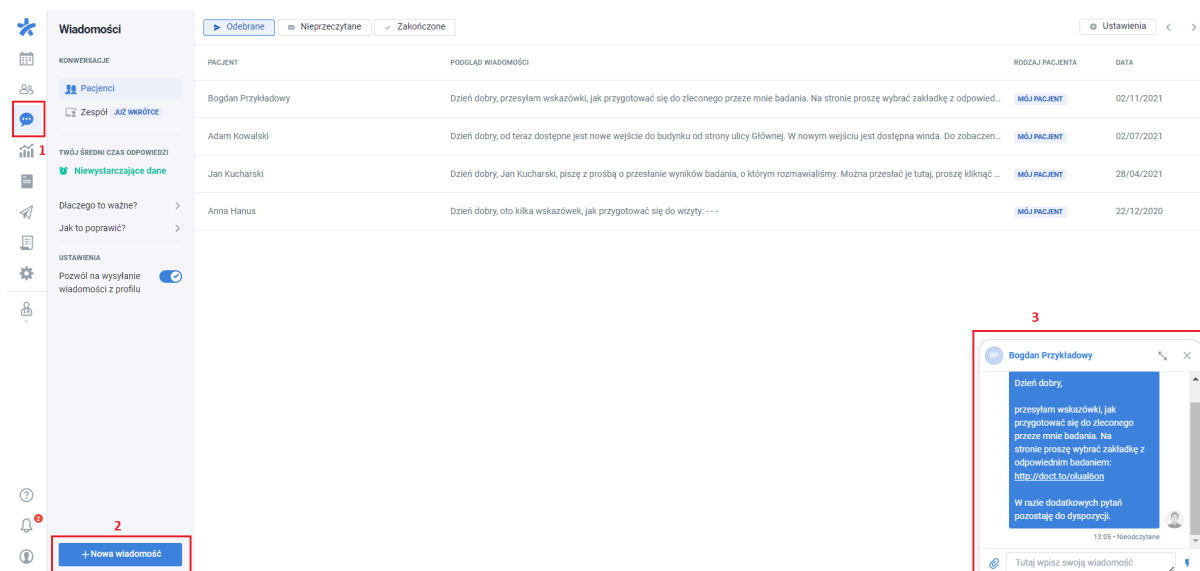 Wiadomości
KONWERSACJE
Pacjenci
Zespół JUŻ WKRÓTCE
1
TWÓJ ŚREDNI CZAS ODPOWIEDZI
Niewystarczające dane
Dlaczego to ważne?
Jak to poprawić?
USTAWIENIA
Pozwól na wysyłanie
wiadomości z profilu
2
2
+Nowa wiadomość
Odebrane Nieprzeczytane Zakończone Ustawienia
PACJENT PODGLĄD WIADOMOŚCI RODZAJ PACJENTA DATA
Bogdan Przykładowy Dzień dobry, przesyłam wskazówki, jak przygotować się do zleconego przeze mnie badania. Na stronie proszę wybrać zakładkę z odpowied... MÓJ PACJENT 02/11/2021
Adam Kowalski Dzień dobry, od teraz dostępne jest nowe wejście do budynku od strony ulicy Głównej. W nowym wejściu jest dostępna winda. Do zobaczen... MÓJ PACJENT 02/07/2021
Jan Kucharski Dzień dobry, Jan Kucharski, piszę z prośbą o przesłanie wyników badania, o którym rozmawialiśmy. Można przesłać je tutaj, proszę kliknąć ... MÓJ PACJENT 28/04/2021
Anna Hanus Dzień dobry, oto kilka wskazówek, jak przygotować się do wizyty: - - - MÓJ PACJENT 22/12/2020
3
BP Bogdan Przykładowy
Dzień dobry,
przesyłam wskazówki, jak
przygotować się do zleconego
przeze mnie badania. Na
stronie proszę wybrać zakładkę z
odpowiednim badaniem:
http://doct.to/olual6on
W razie dodatkowych pytań
pozostaję do dyspozycji.
13:05 • Nieodczytane
Tutaj wpisz swoją wiadomość